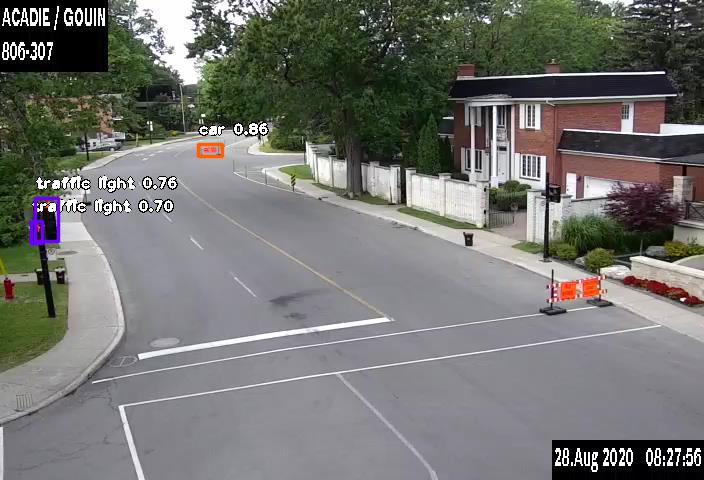 ACADIE / GOUIN
806-307
car 0.86
traffic light 0.76
traffic light 0.70
28.Aug 2020 08:27:56